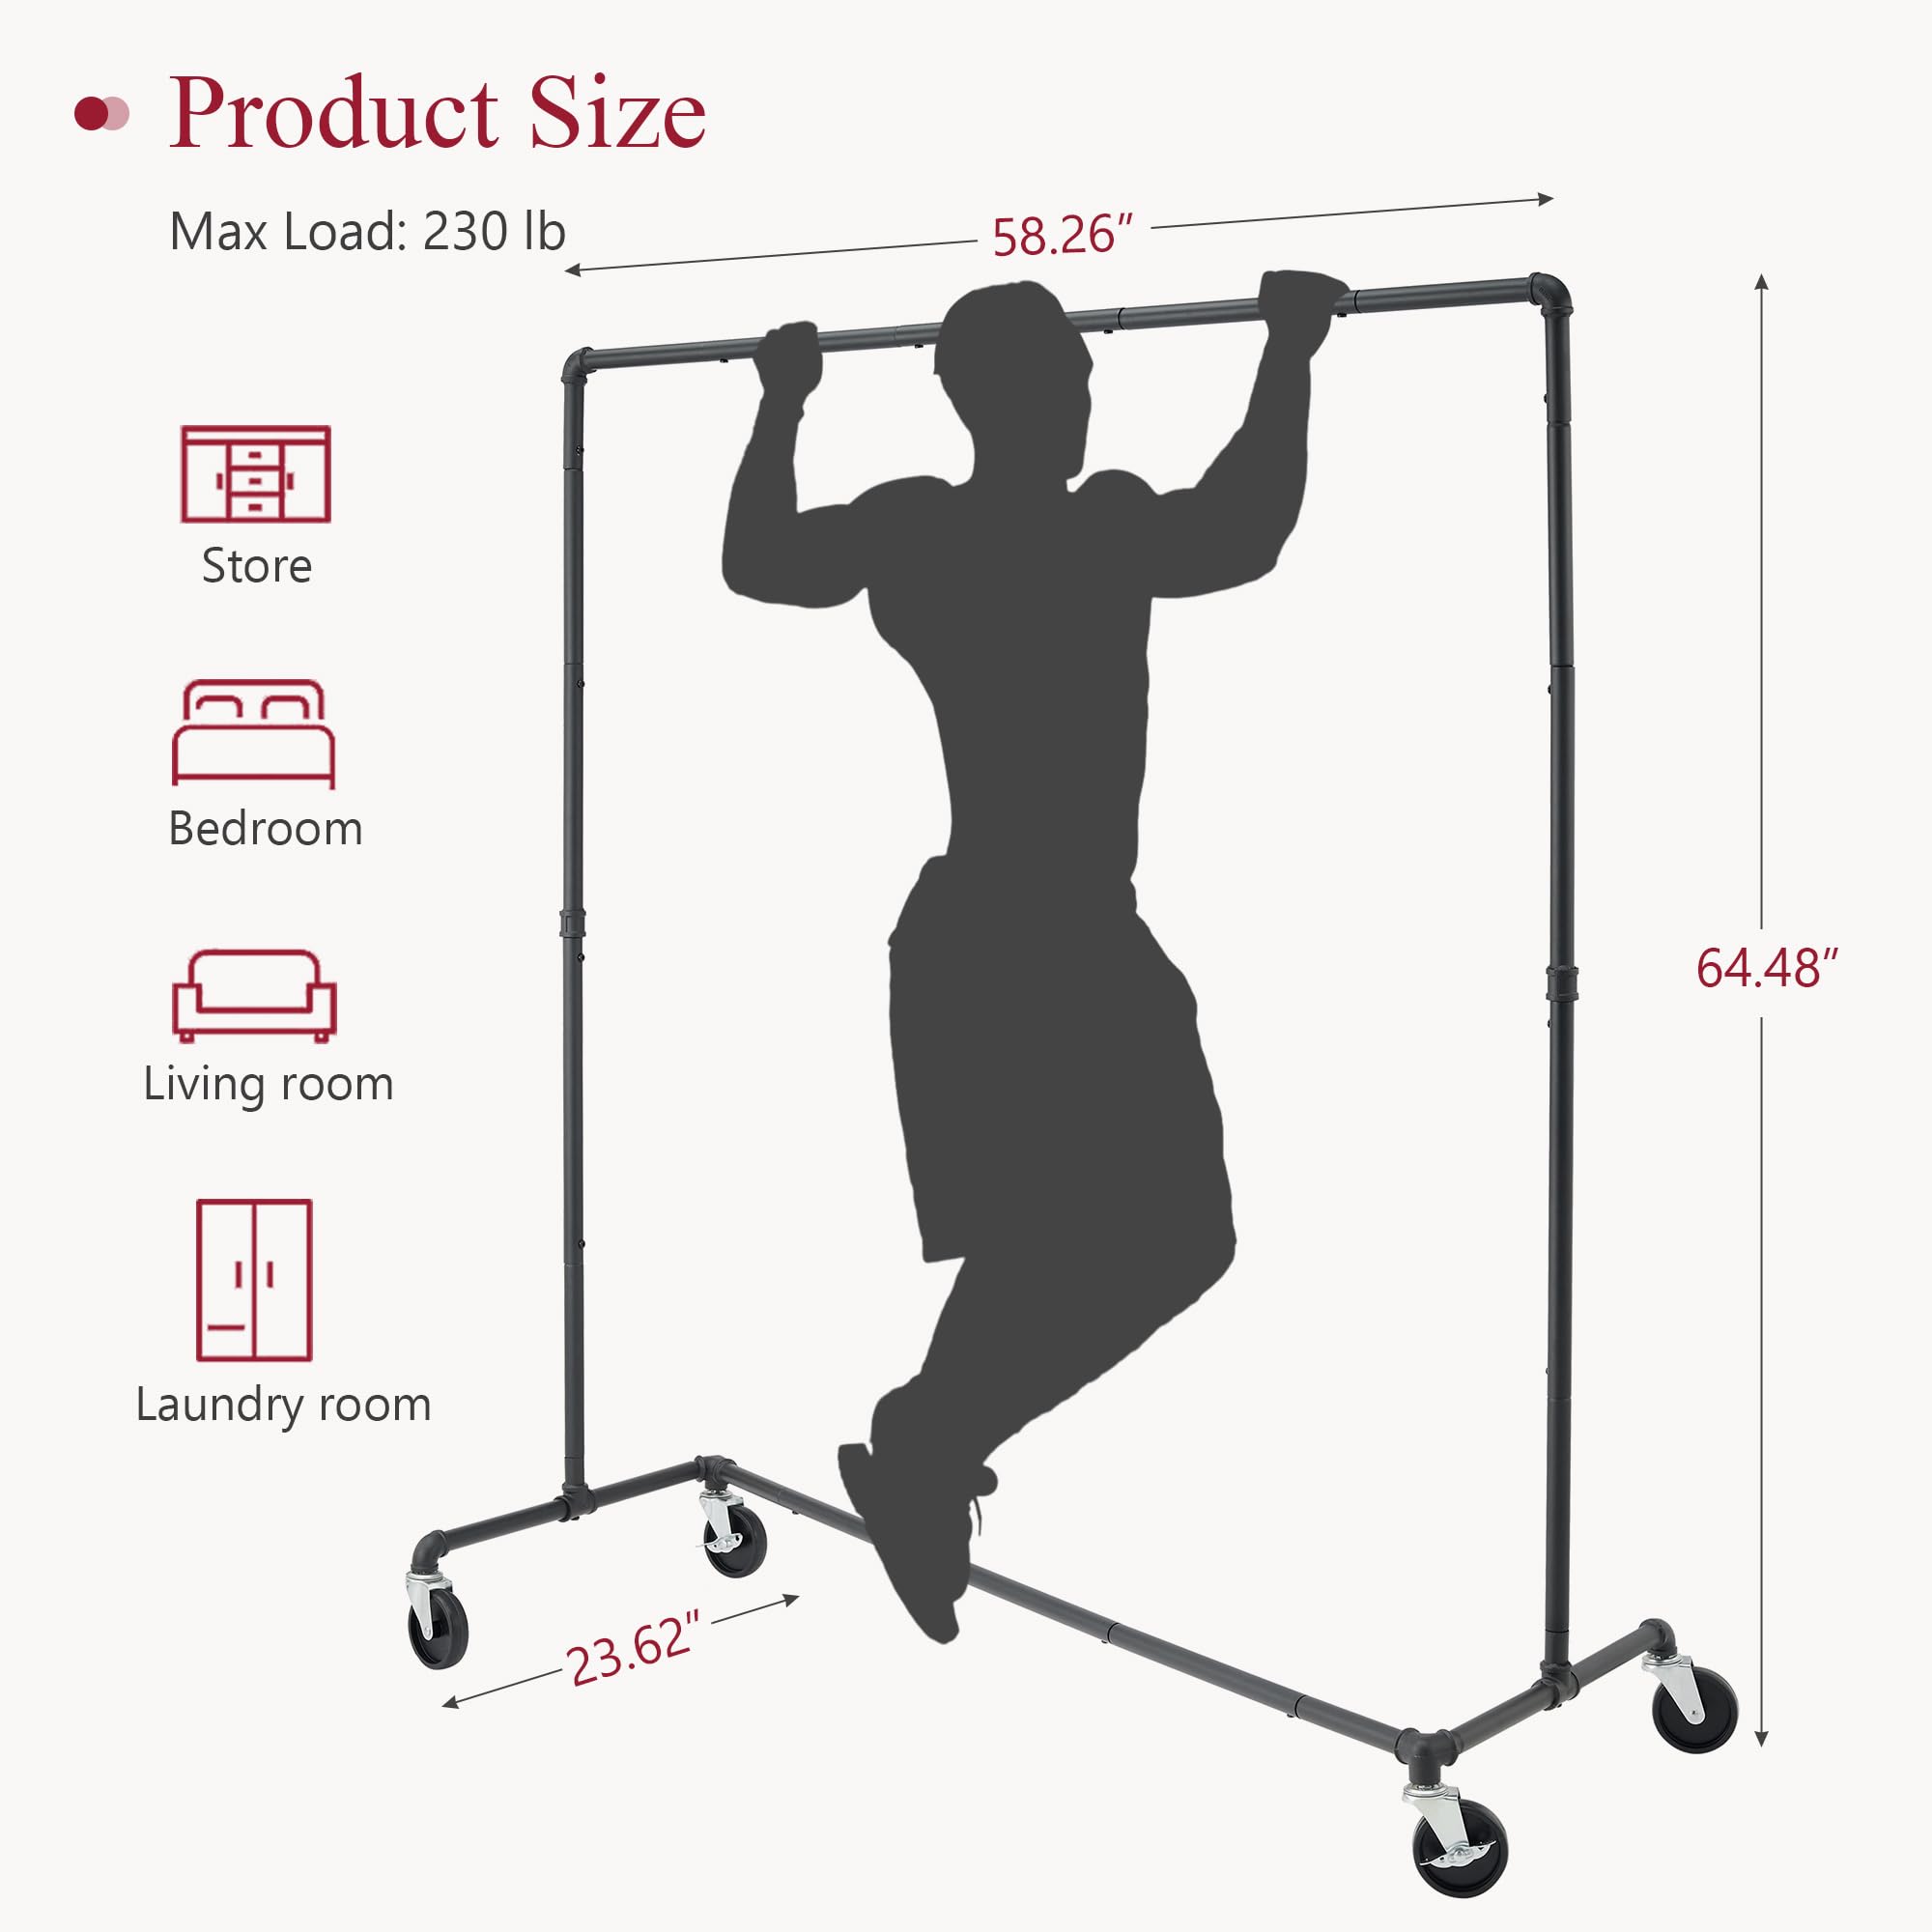 Product Size
Max Load: 230 lb
58.26″
Store
Bedroom
64.48″
Living room
Laundry room
23.62″